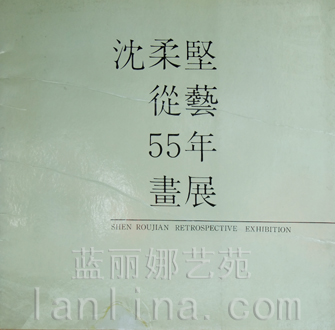 沈柔堅
從藝
55年
畫展
SHEN ROUJIAN RETROSPECTIVE EXHIBITION
蓝丽娜艺苑
lanlina.com